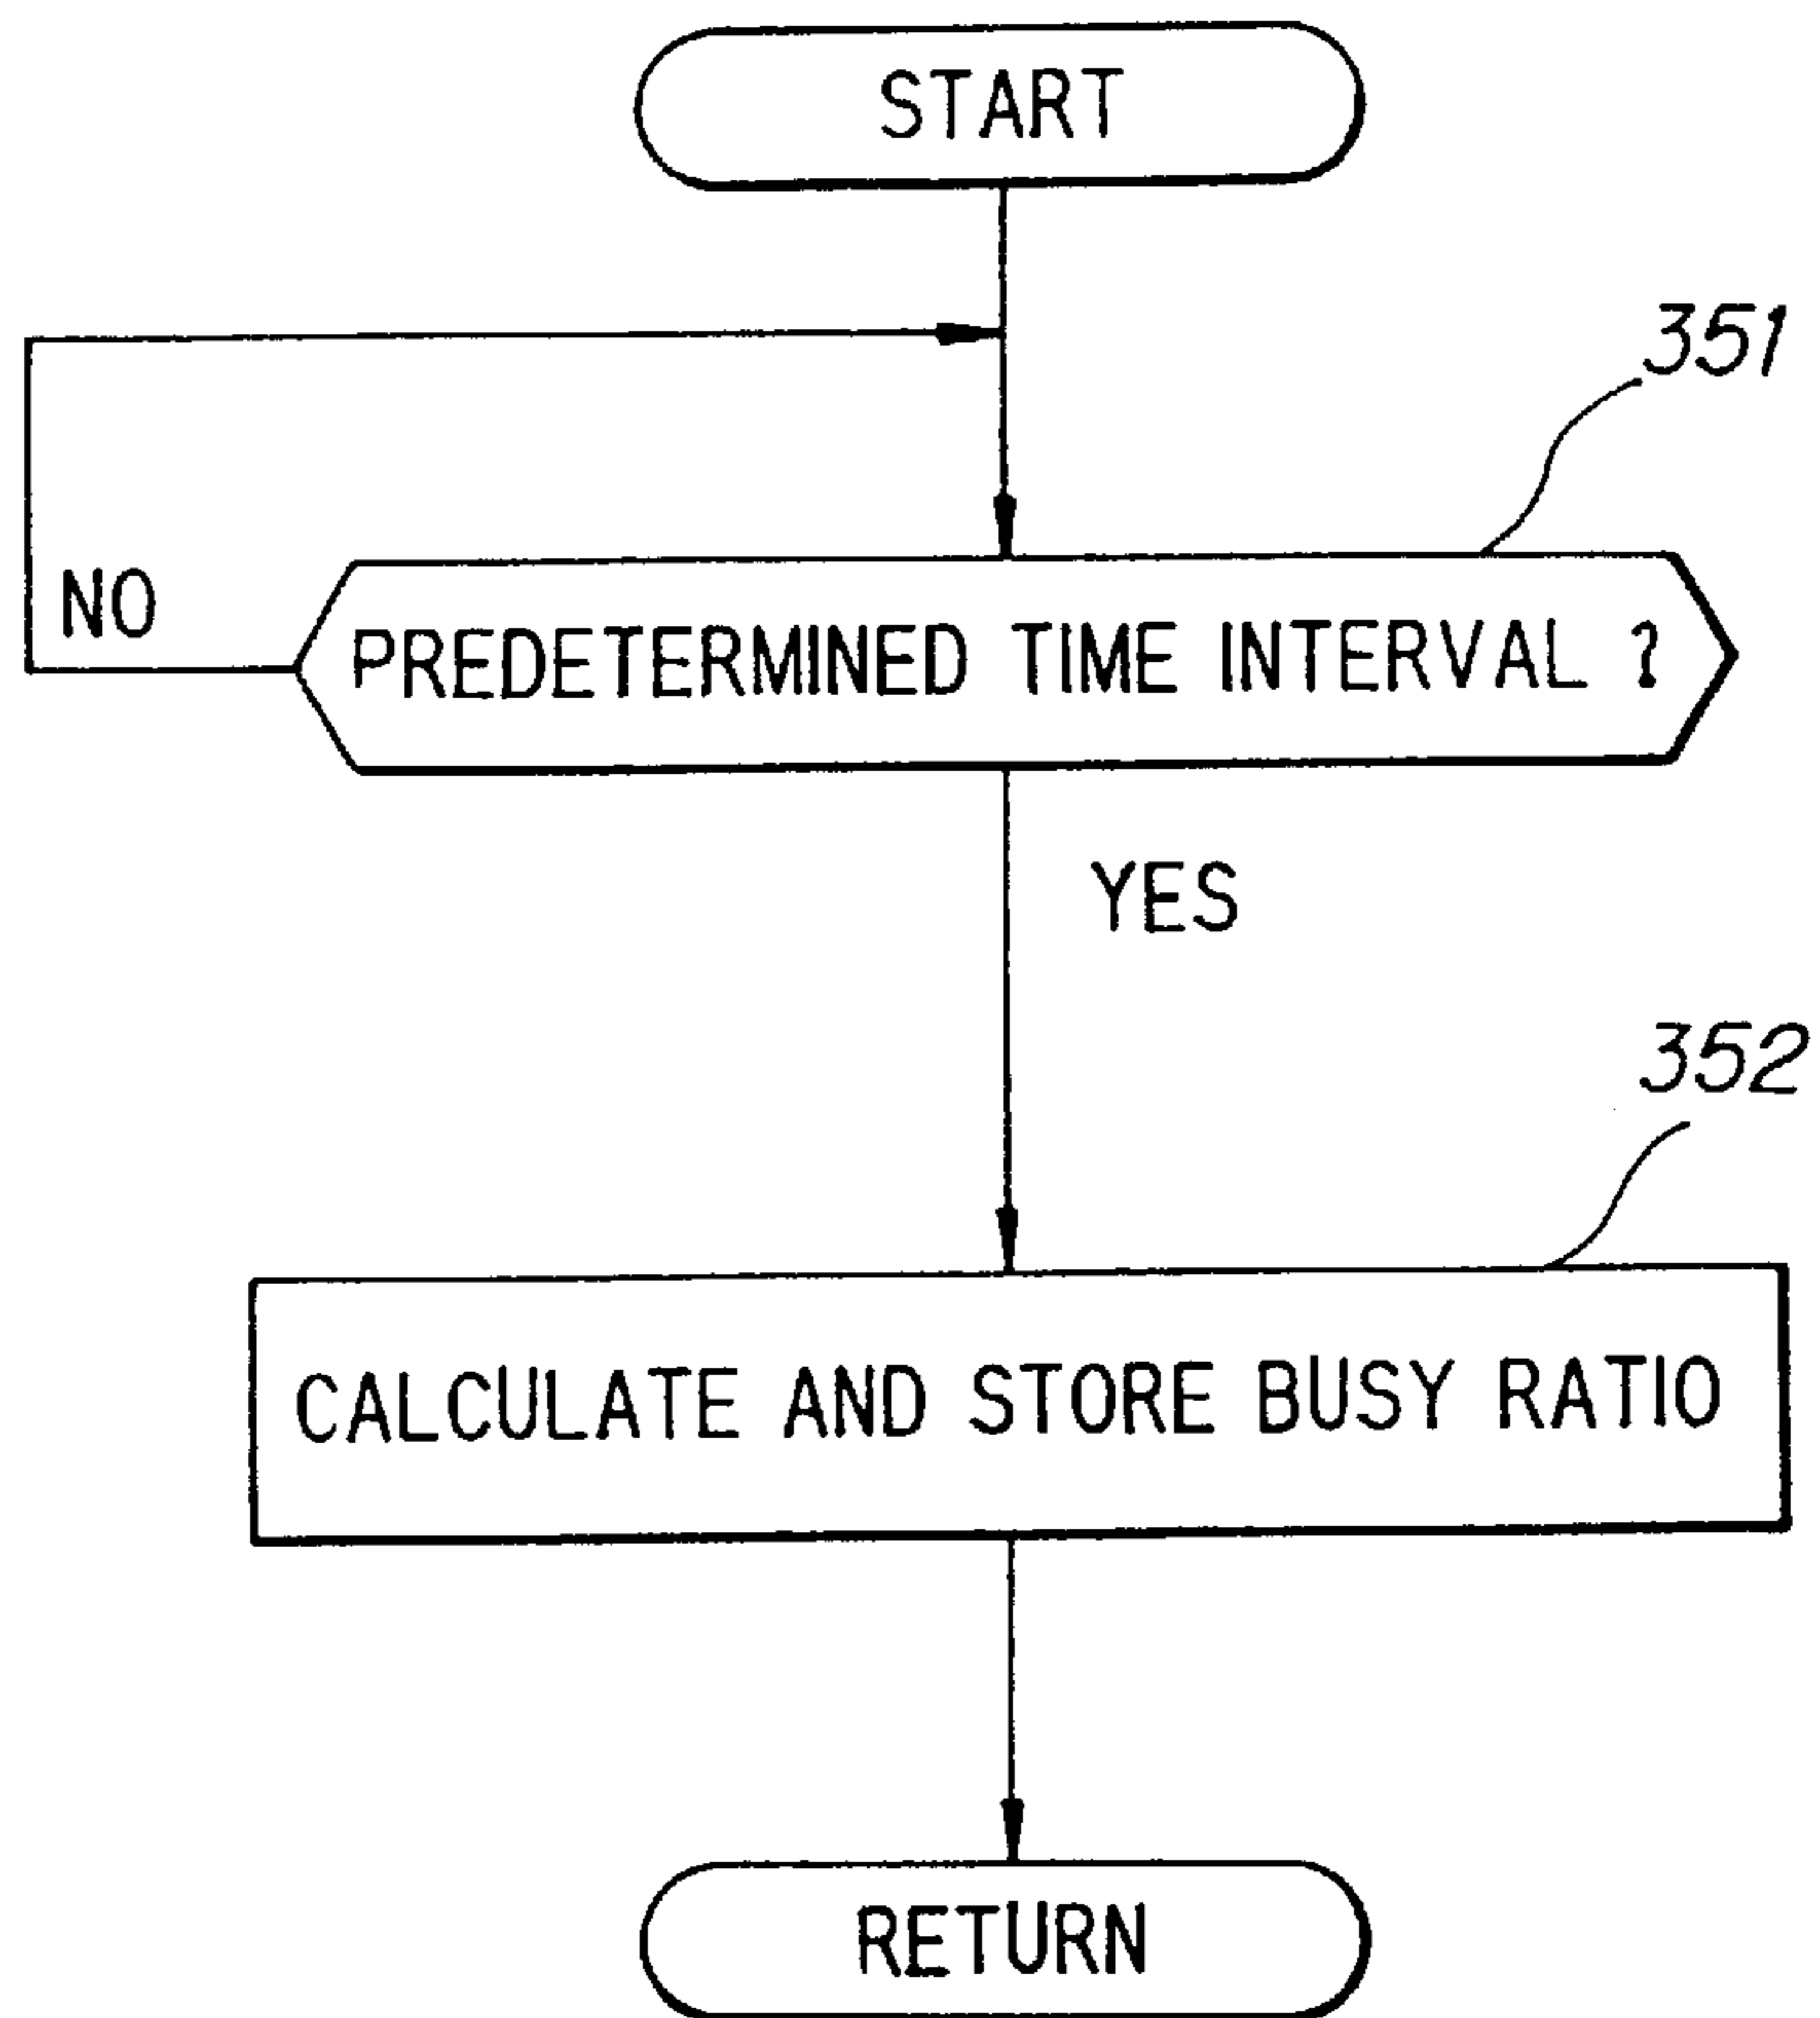 START
351
NO
PREDETERMINED TIME INTERVAL ?
YES
352
CALCULATE AND STORE BUSY RATIO
RETURN